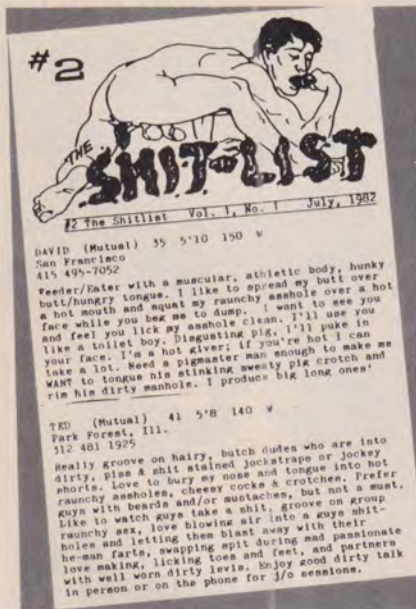 #2
THE
SHIT-LIST
#2 The Shitlist Vol. 1, No. 1 July, 1982
DAVID (Mutual) 35 5'10 150 W
San Francisco
415 495-7052
Feeder/Eater with a muscular, athletic body, hunky
butt/hungry tongue. I like to spread my butt over
a hot mouth and squat my raunchy asshole over a hot
face while you beg me to dump. I want to see you
and feel you lick my asshole clean. I'll use you
like a toilet boy. Disgusting pig, I'll puke in
your face. I'm a hot giver; if you're hot I can
take a lot. Need a pigmaster man enough to make me
WANT to tongue his stinking sweaty pig crotch and
rim his dirty manhole. I produce big long ones'
TED (Mutual) 41 5'8 140 W
Park Forest, Ill.
312 481 1925
Really groove on hairy, butch dudes who are into
dirty, piss & shit stained jockstraps or jockey
shorts. Love to bury my nose and tongue into hot
raunchy assholes, cheesy cocks & crotches. Prefer
guys with beards and/or mustaches, but not a must.
Like to watch guys take a shit, groove on group
raunchy sex, love blowing air into a guys shit-
holes and letting them blast away with their
he-man farts, swapping spit during mad passionate
love making, licking toes and feet, and partners
with well worn dirty levis. Enjoy good dirty talk
in person or on the phone for j/o sessions.